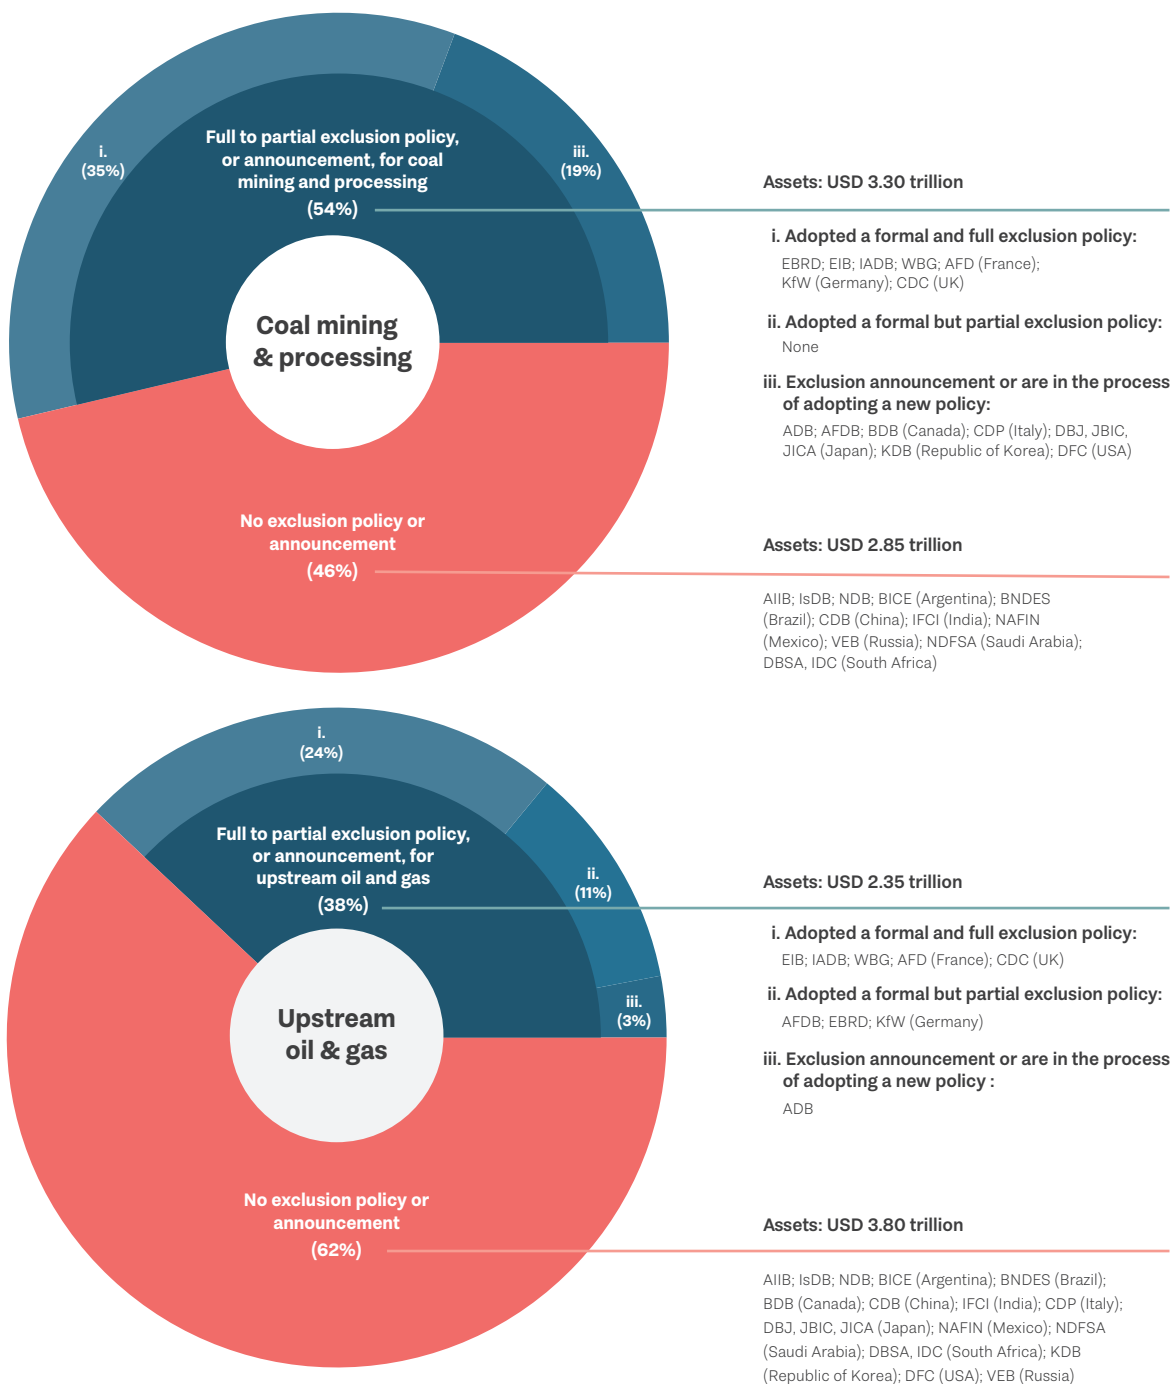 i.
(35%)
Full to partial exclusion policy,
or announcement, for coal
mining and processing
(54%)
iii.
(19%)
Coal mining
& processing
No exclusion policy or
announcement
(46%)
Assets: USD 3.30 trillion
i. Adopted a formal and full exclusion policy:
EBRD; EIB; IADB; WBG; AFD (France);
KfW (Germany); CDC (UK)
ii. Adopted a formal but partial exclusion policy:
None
iii. Exclusion announcement or are in the process
of adopting a new policy:
ADB; AFDB; BDB (Canada); CDP (Italy); DBJ, JBIC,
JICA (Japan); KDB (Republic of Korea); DFC (USA)
Assets: USD 2.85 trillion
AIIB; IsDB; NDB; BICE (Argentina); BNDES
(Brazil); CDB (China); IFCI (India); NAFIN
(Mexico); VEB (Russia); NDFSA (Saudi Arabia);
DBSA, IDC (South Africa)
i.
(24%)
Full to partial exclusion policy,
or announcement, for
upstream oil and gas
(38%)
ii.
(11%)
iii.
(3%)
Upstream
oil & gas
No exclusion policy or
announcement
(62%)
Assets: USD 2.35 trillion
i. Adopted a formal and full exclusion policy:
EIB; IADB; WBG; AFD (France); CDC (UK)
ii. Adopted a formal but partial exclusion policy:
AFDB; EBRD; KfW (Germany)
iii. Exclusion announcement or are in the process
of adopting a new policy :
ADB
Assets: USD 3.80 trillion
AIIB; IsDB; NDB; BICE (Argentina); BNDES (Brazil);
BDB (Canada); CDB (China); IFCI (India); CDP (Italy);
DBJ, JBIC, JICA (Japan); NAFIN (Mexico); NDFSA
(Saudi Arabia); DBSA, IDC (South Africa); KDB
(Republic of Korea); DFC (USA); VEB (Russia)